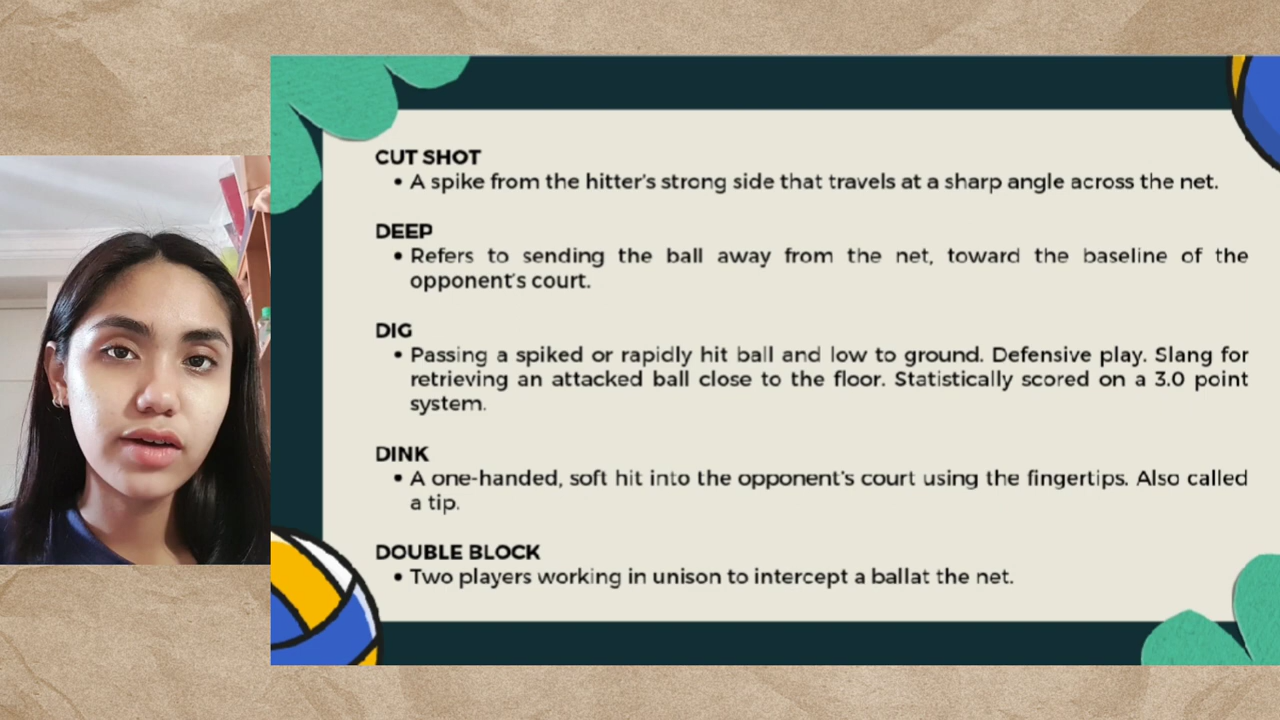 CUT SHOT
• A spike from the hitter's strong side that travels at a sharp angle across the net.
DEEP
• Refers to sending the ball away from the net, toward the baseline of the
opponent's court.
DIG
• Passing a spiked or rapidly hit ball and low to ground. Defensive play. Slang for
retrieving an attacked ball close to the floor. Statistically scored on a 3.0 point
system.
DINK
• A one-handed, soft hit into the opponent's court using the fingertips. Also called
a tip.
DOUBLE BLOCK
• Two players working in unison to intercept a ballat the net.